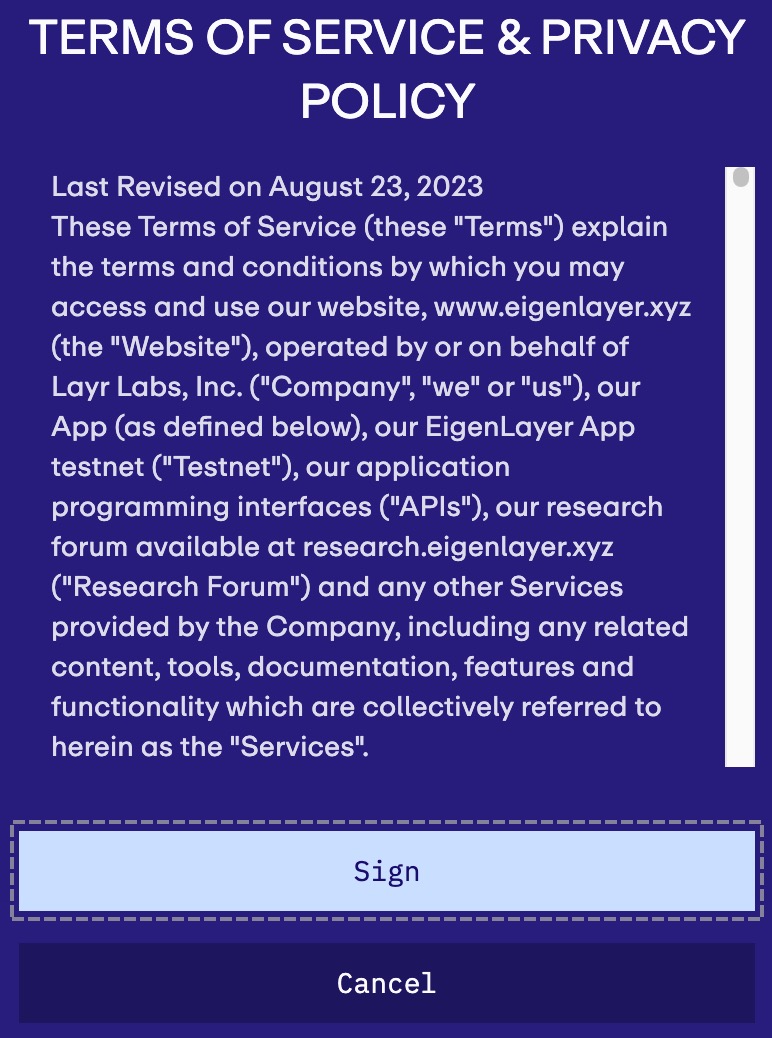 TERMS OF SERVICE & PRIVACY
POLICY
Last Revised on August 23, 2023
These Terms of Service (these "Terms") explain
the terms and conditions by which you may
access and use our website, www.eigenlayer.xyz
(the "Website"), operated by or on behalf of
Layr Labs, Inc. ("Company", "we" or "us"), our
App (as defined below), our EigenLayer App
testnet ("Testnet"), our application
programming interfaces ("APIs"), our research
forum available at research.eigenlayer.xyz
("Research Forum") and any other Services
provided by the Company, including any related
content, tools, documentation, features and
functionality which are collectively referred to
herein as the "Services".
Sign
Cancel